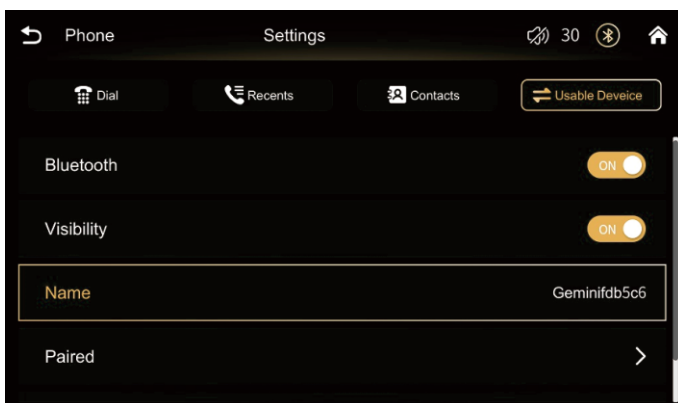 Phone Settings 30
Dial Recents Contacts Usable Deveice
Bluetooth ON
Visibility ON
Name Geminifdb5c6
Paired